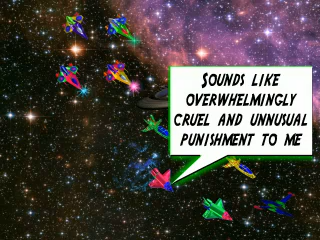 Sounds like
overwhelmingly
cruel and unnusual
punishment to me